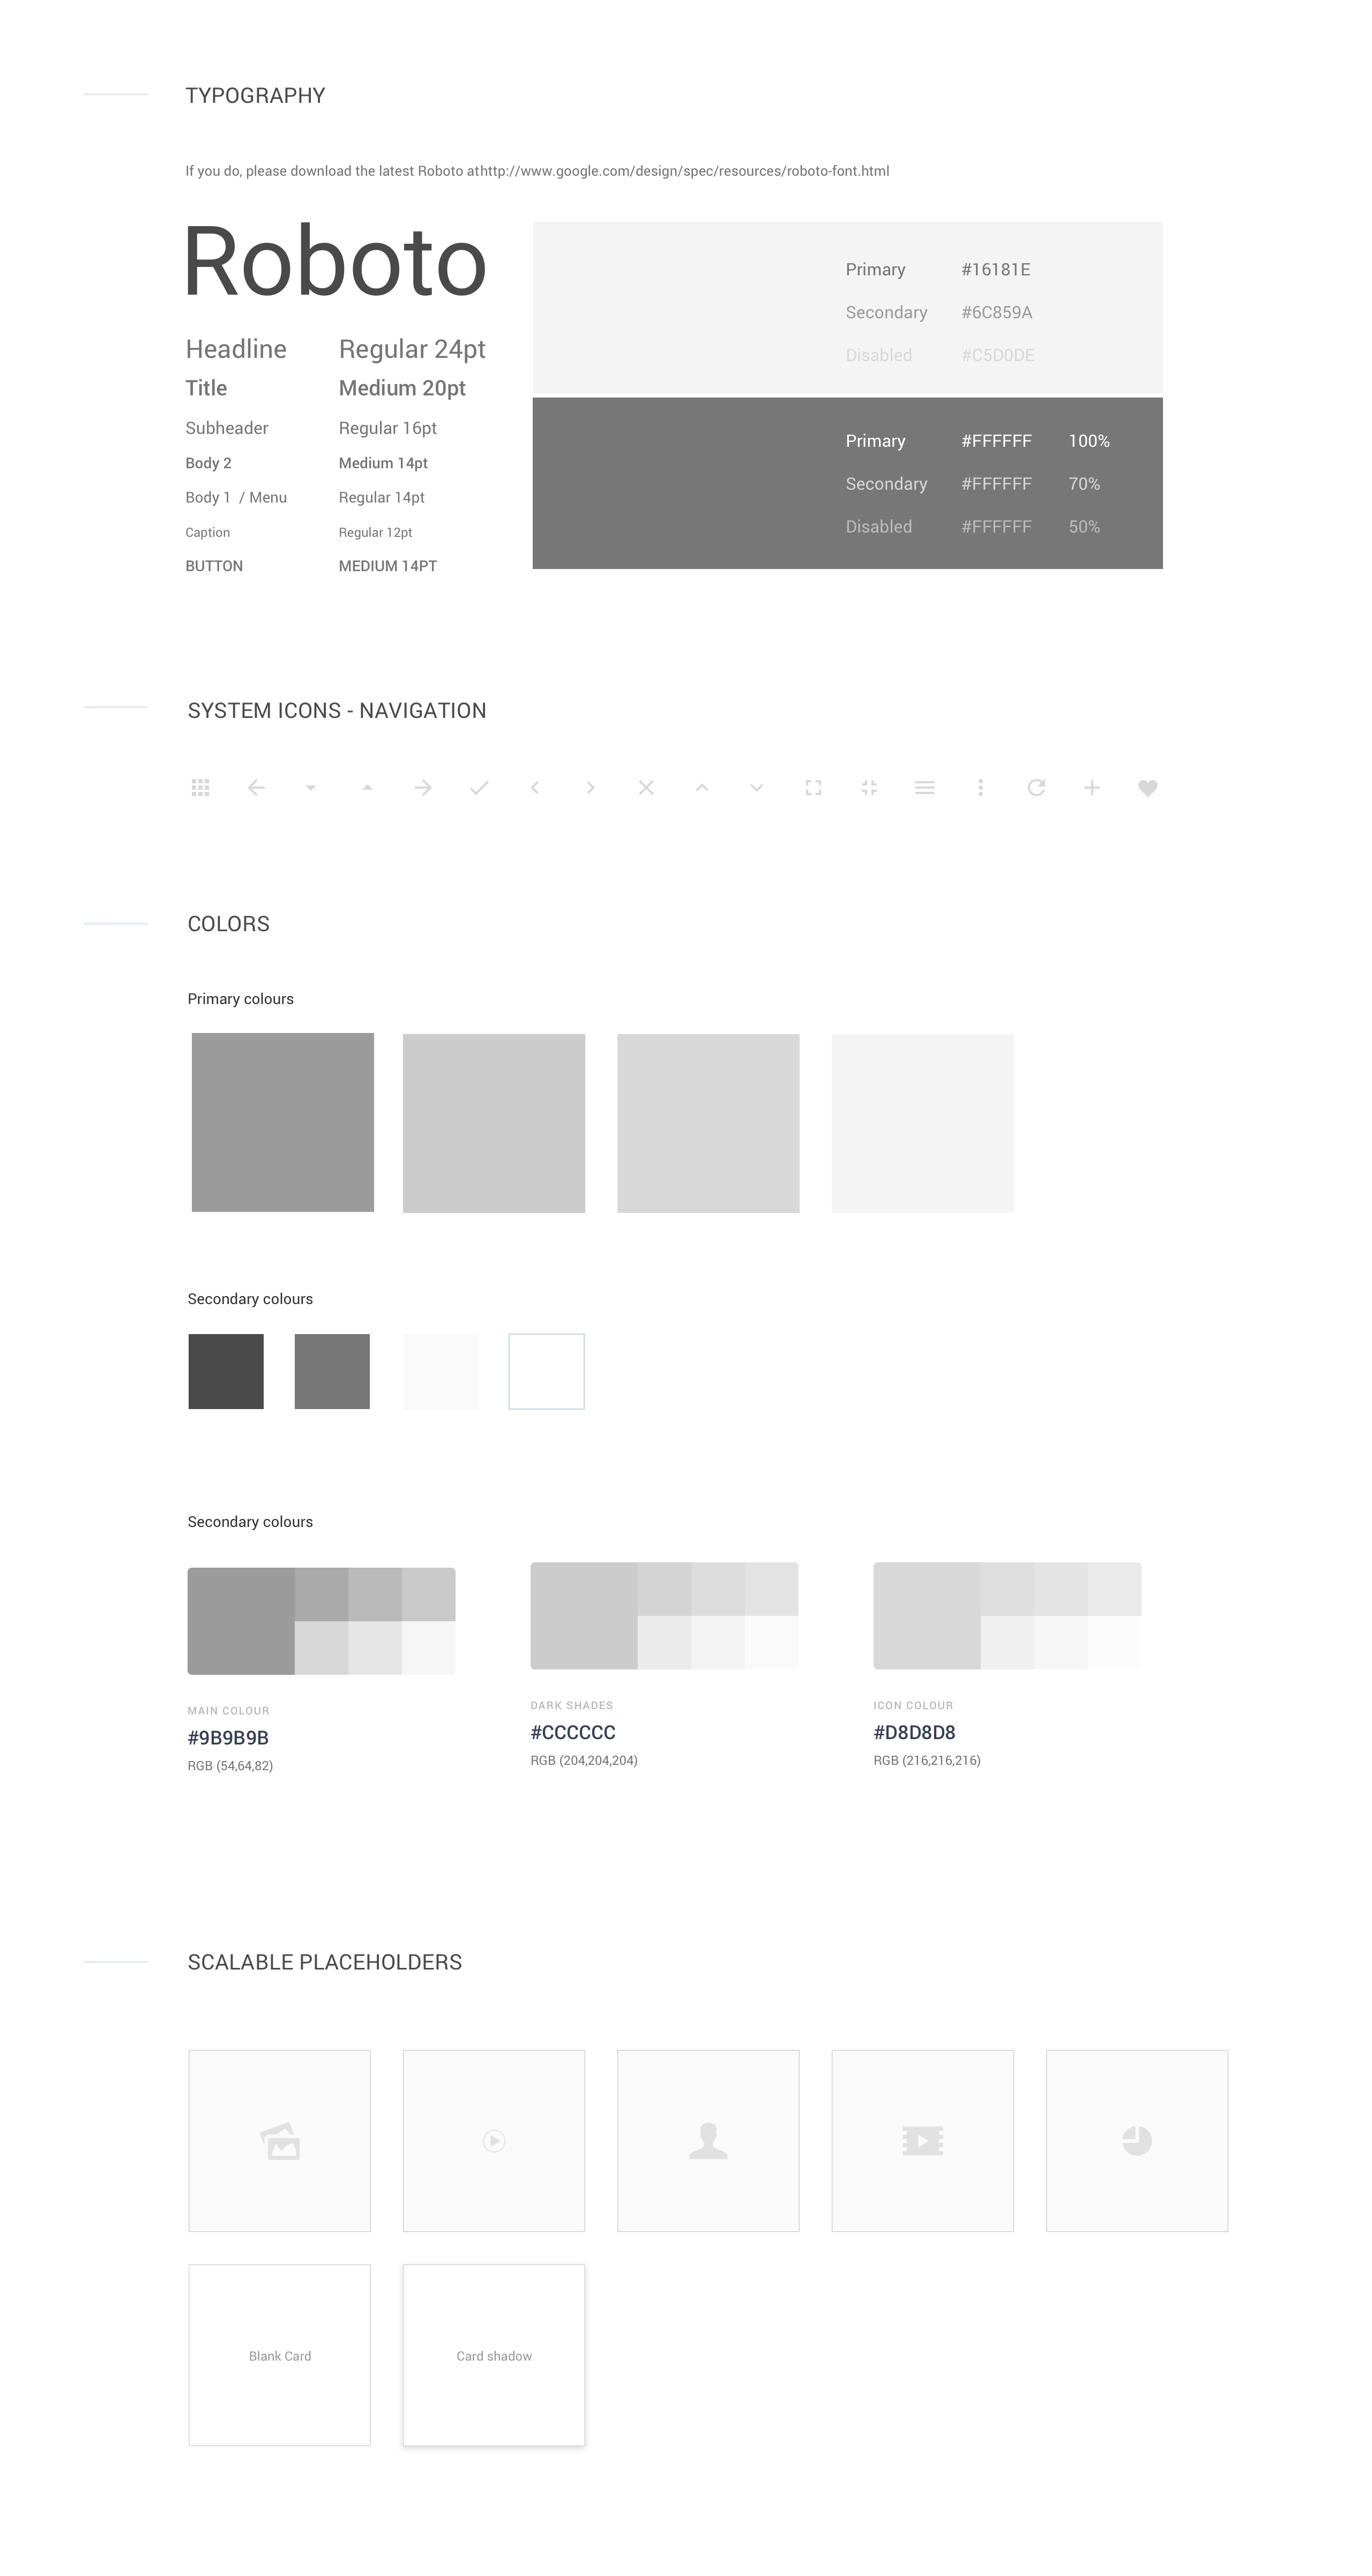 TYPOGRAPHY
If you do, please download the latest Roboto athttp://www.google.com/design/spec/resources/roboto-font.html
Roboto
Headline Regular 24pt
Title Medium 20pt
Subheader Regular 16pt
Body 2 Medium 14pt
Body 1 / Menu Regular 14pt
Caption Regular 12pt
BUTTON MEDIUM 14PT
Primary #16181E
Secondary #6C859A
Disabled #C5D0DE
Primary #FFFFFF 100%
Secondary #FFFFFF 70%
Disabled #FFFFFF 50%
SYSTEM ICONS - NAVIGATION
COLORS
Primary colours
Secondary colours
Secondary colours
MAIN COLOUR
#9B9B9B
RGB (54,64,82)
DARK SHADES
#CCCCCC
RGB (204,204,204)
ICON COLOUR
#D8D8D8
RGB (216,216,216)
SCALABLE PLACEHOLDERS
Blank Card
Card shadow